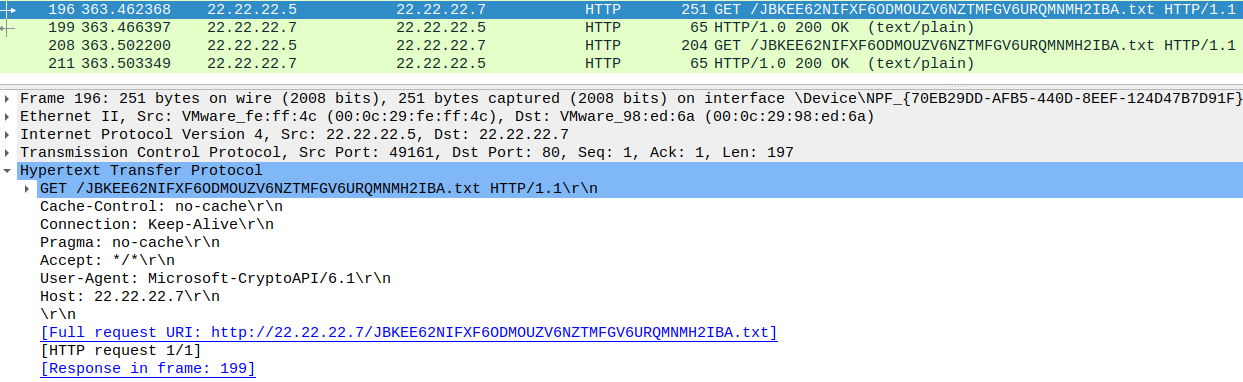 196 363.462368 22.22.22.5 22.22.22.7 HTTP 251 GET /JBKEE62NIFXF6ODMOUZV6NZTMFGV6URQMNMH2IBA.txt HTTP/1.1
199 363.466397 22.22.22.7 22.22.22.5 HTTP 65 HTTP/1.0 200 OK (text/plain)
208 363.502200 22.22.22.5 22.22.22.7 HTTP 204 GET /JBKEE62NIFXF6ODMOUZV6NZTMFGV6URQMNMH2IBA.txt HTTP/1.1
211 363.503349 22.22.22.7 22.22.22.5 HTTP 65 HTTP/1.0 200 OK (text/plain)
Frame 196: 251 bytes on wire (2008 bits), 251 bytes captured (2008 bits) on interface \Device\NPF_{70EB29DD-AFB5-440D-8EEF-124D47B7D91F}
Ethernet II, Src: VMware_fe:ff:4c (00:0c:29:fe:ff:4c), Dst: VMware_98:ed:6a (00:0c:29:98:ed:6a)
Internet Protocol Version 4, Src: 22.22.22.5, Dst: 22.22.22.7
Transmission Control Protocol, Src Port: 49161, Dst Port: 80, Seq: 1, Ack: 1, Len: 197
Hypertext Transfer Protocol
GET /JBKEE62NIFXF6ODMOUZV6NZTMFGV6URQMNMH2IBA.txt HTTP/1.1\r\n
Cache-Control: no-cache\r\n
Connection: Keep-Alive\r\n
Pragma: no-cache\r\n
Accept: */*\r\n
User-Agent: Microsoft-CryptoAPI/6.1\r\n
Host: 22.22.22.7\r\n
\r\n
[Full request URI: http://22.22.22.7/JBKEE62NIFXF6ODMOUZV6NZTMFGV6URQMNMH2IBA.txt]
[HTTP request 1/1]
[Response in frame: 199]